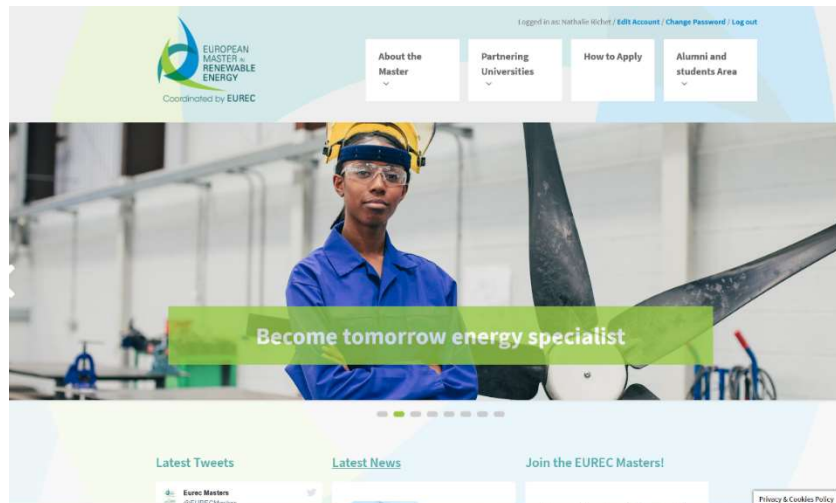 Logged in as: Nathalie Richet / Edit Account / Change Password / Log out
EUROPEAN
MASTER IN
RENEWABLE
ENERGY
Coordinated by EUREC
About the
Master
Partnering
Universities
How to Apply
Alumni and
students Area
Become tomorrow energy specialist
Latest Tweets
Latest News
Join the EUREC Masters!
Eurec Masters
@EURECMasters
Privacy & Cookies Policy